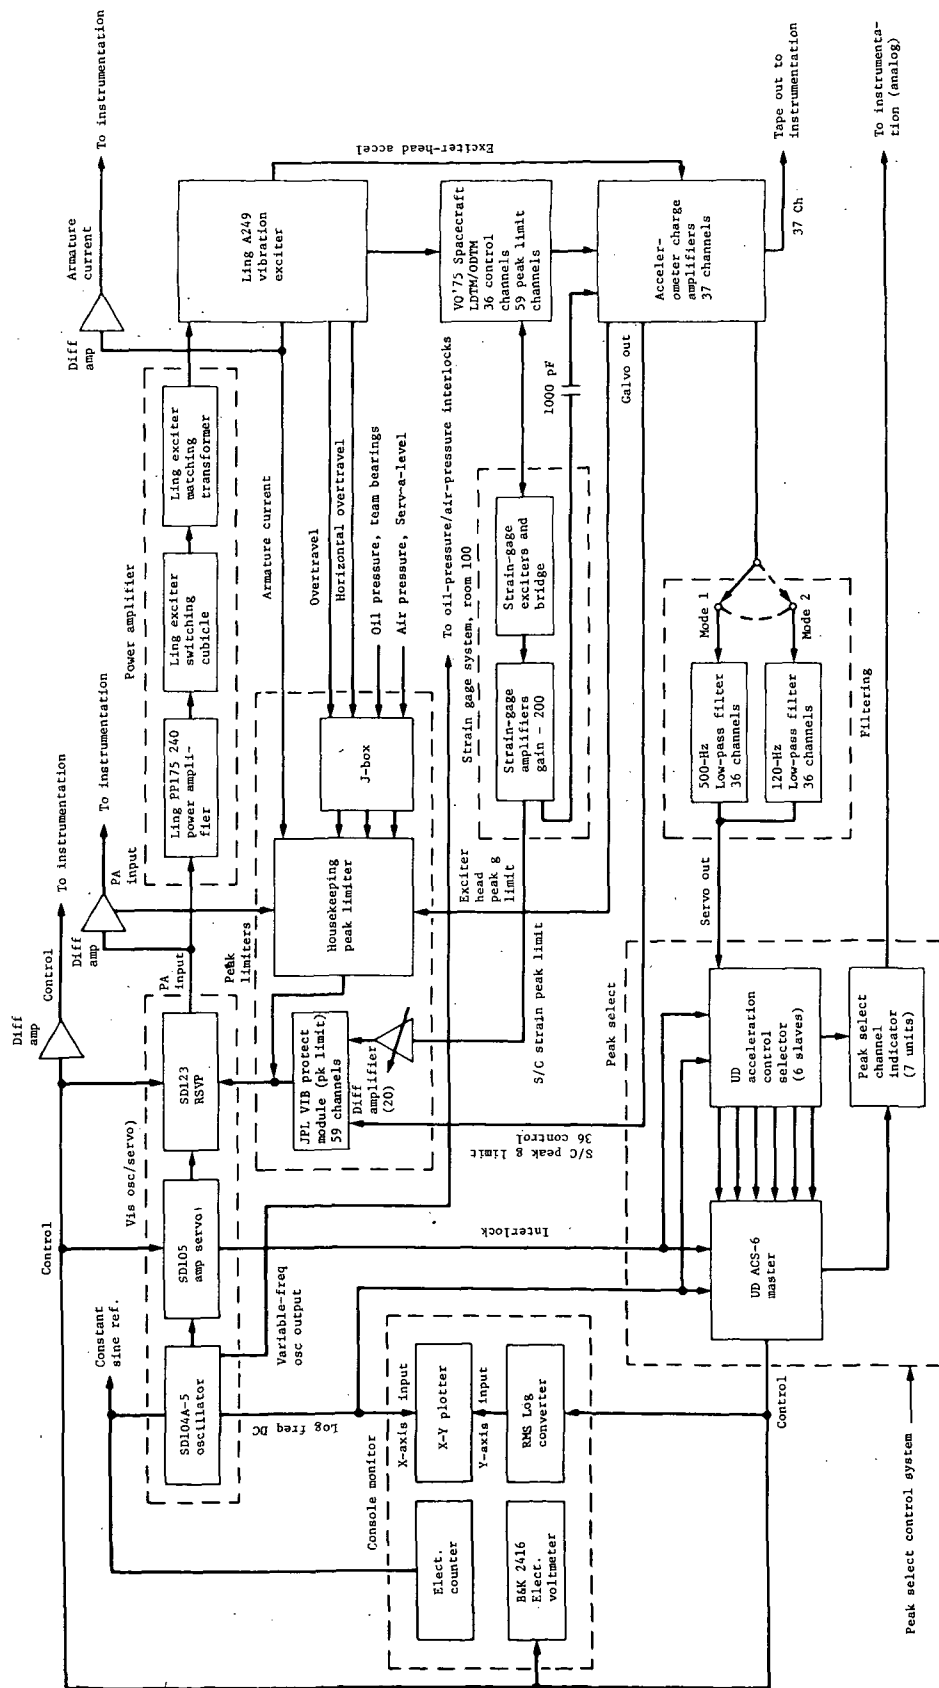 Control
Diff
amp
Control
To instrumentation
Constant
sine ref.
Vis osc/servo)
SD104A-5
oscillator
SD105
amp servo)
SD123
RSVP
PA
input
Diff
amp
PA
input
To instrumentation
Power amplifier
Ling PP175 240
power ampli-
fier
Ling exciter
switching
cubicle
Ling exciter
matching
transformer
Diff
amp
Armature
current
To instrumentation
Ling A249
vibration
exciter
Exciter-head accel
Log freq DC
Variable-freq
osc output
Interlock
Peak
limiters
JPL VIB protect
module (pk limit)
59 channels
Diff
amplifier
(20)
Housekeeping
peak limiter
J-box
Armature current
Overtravel
Horizontal overtravel
Oil pressure, team bearings
Air pressure, Serv-a-level
To oil-pressure/air-pressure interlocks
VO'75 Spacecraft
LDTM/ODTM
36 control
channels
59 peak limit
channels
S/C peak g limit
36 control
S/C strain peak limit
Exciter
head
peak g
limit
Strain gage system, room 100
Strain-gage
amplifiers
gain - 200
Strain-gage
exciters and
bridge
1000 pF
Acceler-
ometer charge
amplifiers
37 channels
Galvo out
37 Ch
Tape out to
instrumentation
Console monitor
Elect.
counter
X-axis input
X-Y plotter
Y-axis input
B&K 2416
Elect.
voltmeter
RMS Log
converter
Control
Peak select
UD ACS-6
master
UD
acceleration
control
selector
(6 slaves)
Peak select
channel
indicator
(7 units)
Servo out
500-Hz
Low-pass filter
36 channels
120-Hz
Low-pass filter
36 channels
Mode 1
Mode 2
Filtering
To instrumenta-
tion (analog)
Peak select control system